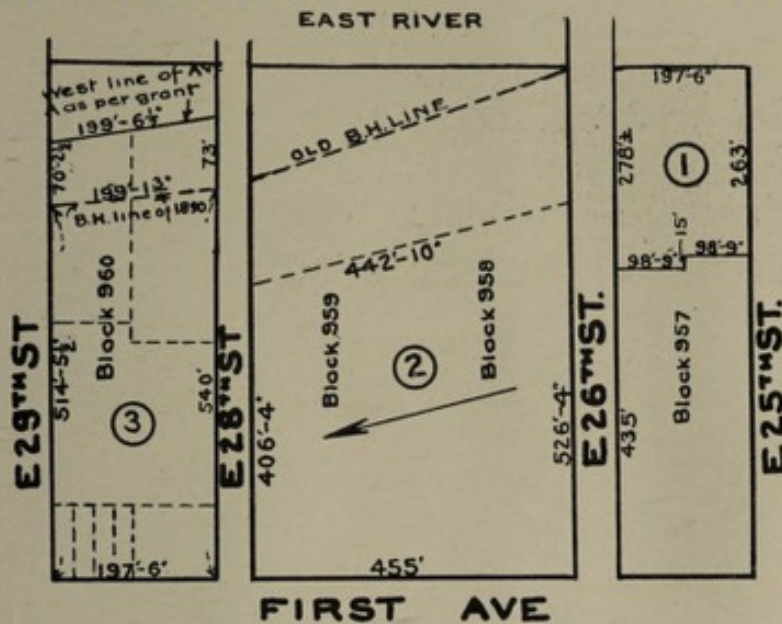 EAST RIVER
West line of Ave
A as per grant
199'-6½"
70'-2½
73'
199'-1¾"
B.H. line of 1890
OLD B.H. LINE
442'-10"
197'-6"
278'±
263'
①
15'
98'-9"
98'-9"
Block 960
Block 959
Block 958
Block 957
②
③
514'-5½"
540'
406'-4"
526'-4"
435'
E 29TH ST
E 28TH ST
E 26TH ST.
E 25TH ST.
197'-6"
455'
FIRST AVE